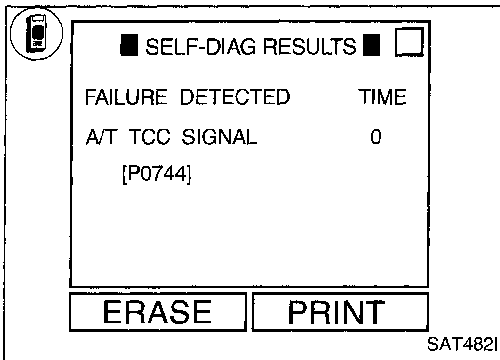 SELF-DIAG RESULTS
FAILURE DETECTED TIME
A/T TCC SIGNAL 0
[P0744]
ERASE PRINT
SAT482I